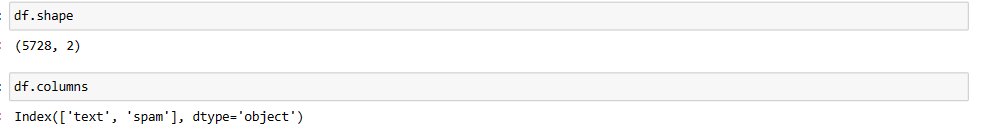 df.shape
(5728, 2)
df.columns
Index(['text', 'spam'], dtype='object')